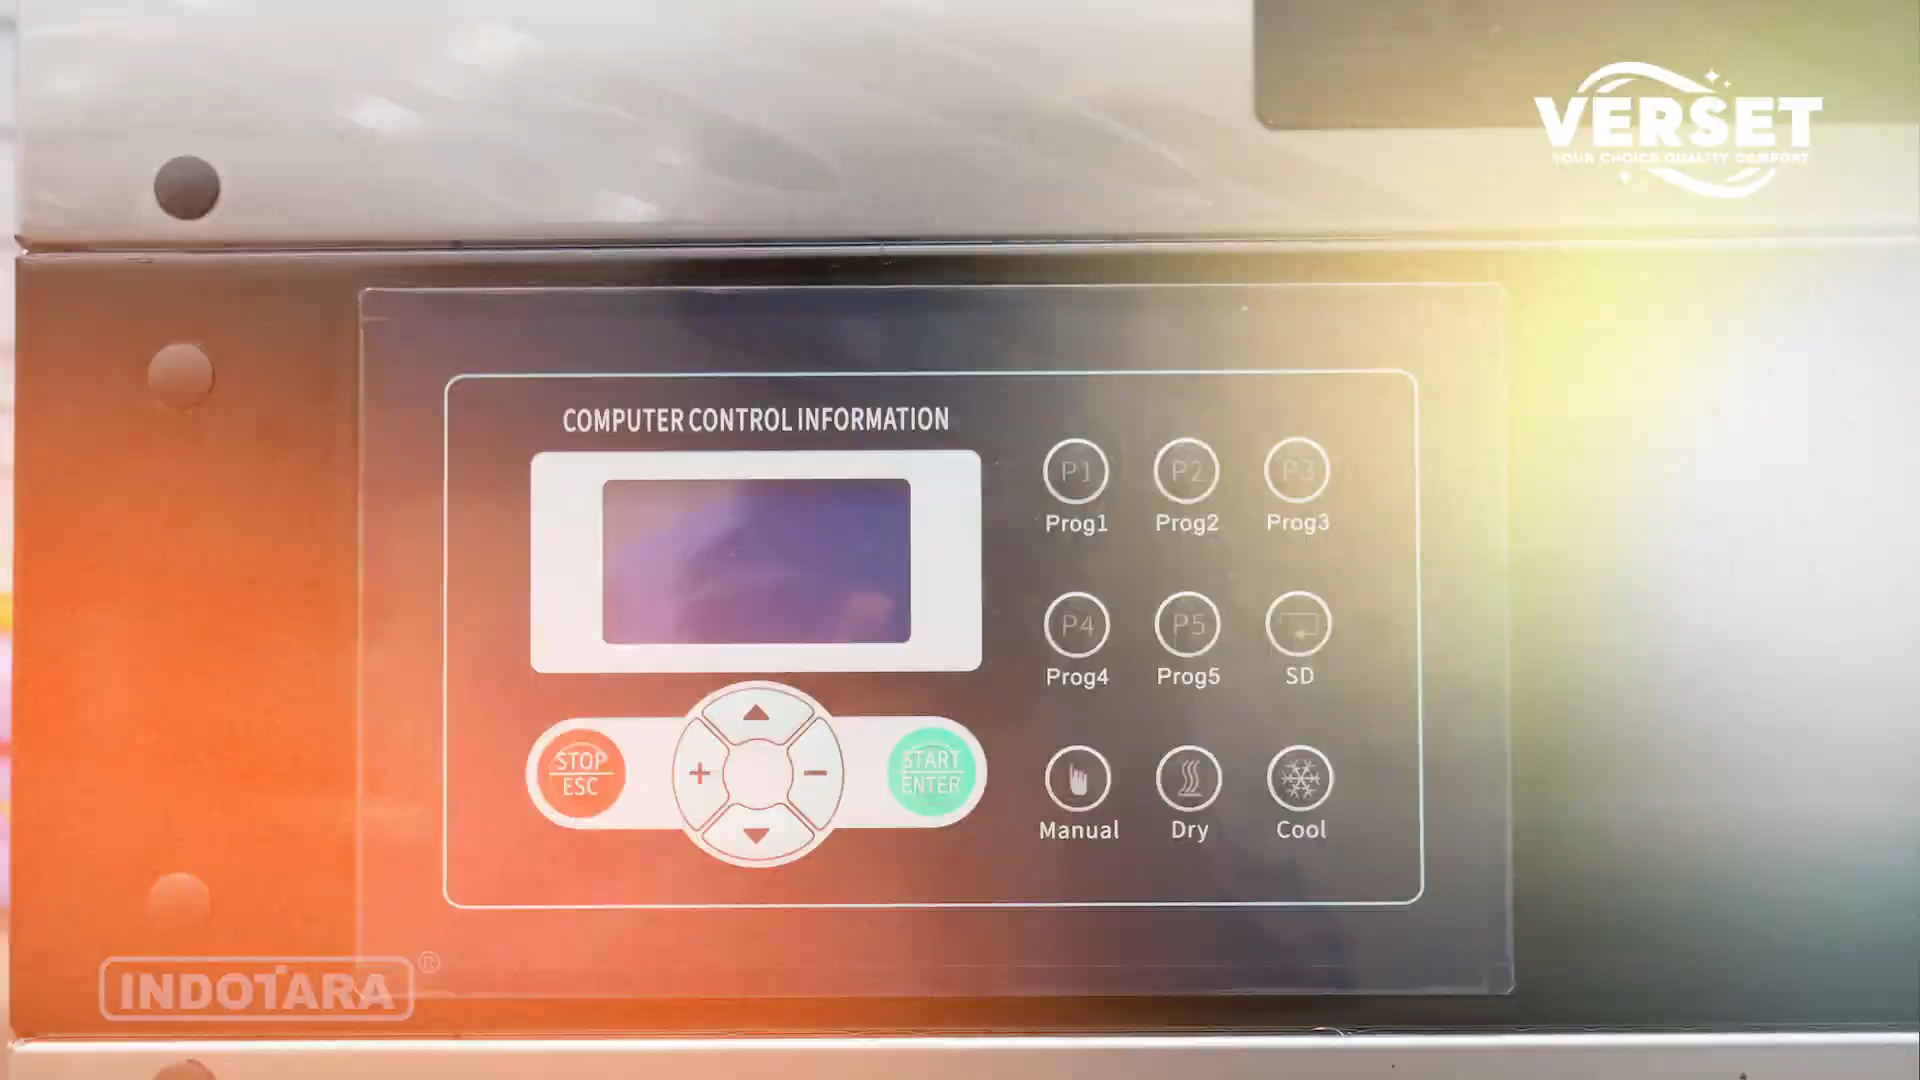 VERSET
YOUR CHOICE QUALITY COMFORT
COMPUTER CONTROL INFORMATION
P1 P2 P3
Prog1 Prog2 Prog3
P4 P5
Prog4 Prog5 SD
STOP
ESC
+ −
START
ENTER
Manual Dry Cool
INDOTARA®